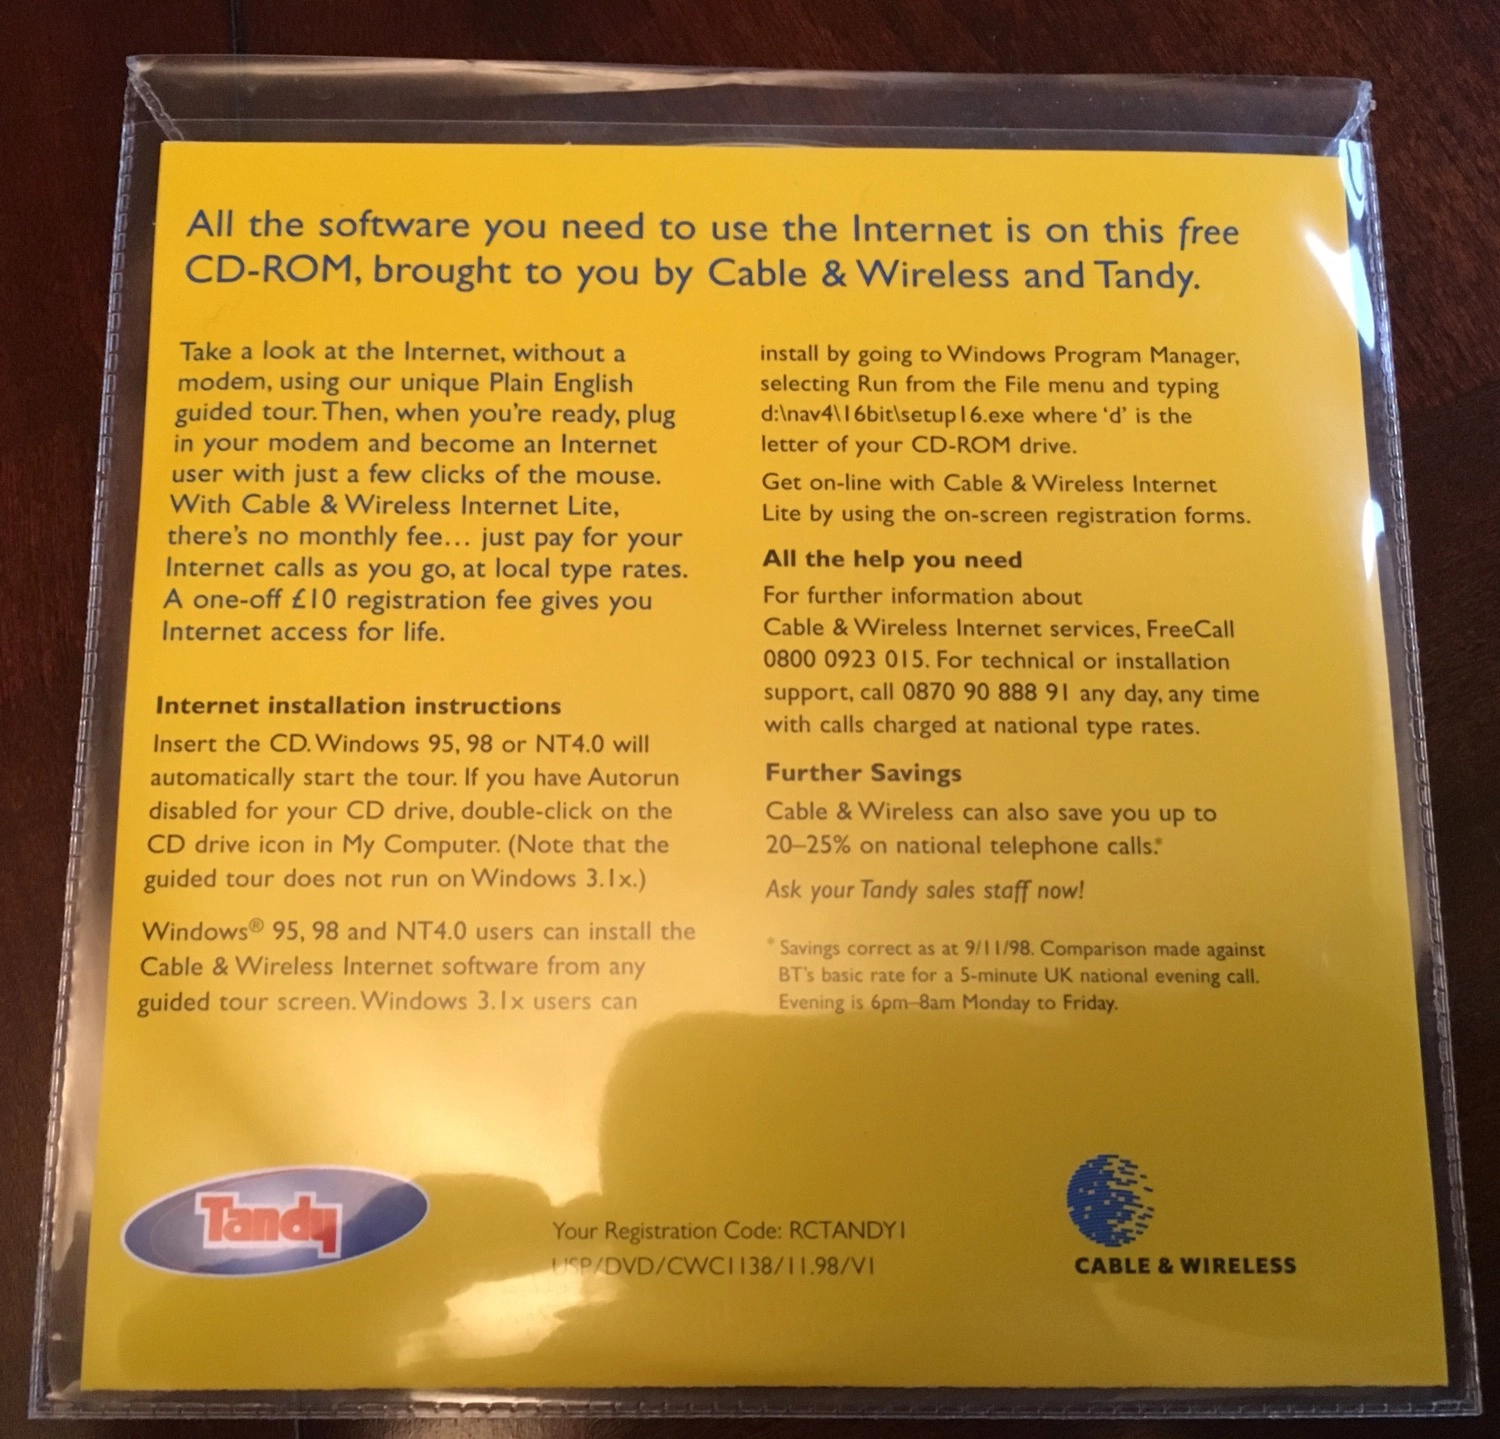 All the software you need to use the Internet is on this free
CD-ROM, brought to you by Cable & Wireless and Tandy.
Take a look at the Internet, without a
modem, using our unique Plain English
guided tour. Then, when you're ready, plug
in your modem and become an Internet
user with just a few clicks of the mouse.
With Cable & Wireless Internet Lite,
there's no monthly fee... just pay for your
Internet calls as you go, at local type rates.
A one-off £10 registration fee gives you
Internet access for life.
Internet installation instructions
Insert the CD. Windows 95, 98 or NT4.0 will
automatically start the tour. If you have Autorun
disabled for your CD drive, double-click on the
CD drive icon in My Computer. (Note that the
guided tour does not run on Windows 3.1x.)
Windows® 95, 98 and NT4.0 users can install the
Cable & Wireless Internet software from any
guided tour screen. Windows 3.1x users can
install by going to Windows Program Manager,
selecting Run from the File menu and typing
d:\nav4\16bit\setup16.exe where 'd' is the
letter of your CD-ROM drive.
Get on-line with Cable & Wireless Internet
Lite by using the on-screen registration forms.
All the help you need
For further information about
Cable & Wireless Internet services, FreeCall
0800 0923 015. For technical or installation
support, call 0870 90 888 91 any day, any time
with calls charged at national type rates.
Further Savings
Cable & Wireless can also save you up to
20–25% on national telephone calls.*
Ask your Tandy sales staff now!
* Savings correct as at 9/11/98. Comparison made against
BT's basic rate for a 5-minute UK national evening call.
Evening is 6pm–8am Monday to Friday.
Tandy
Your Registration Code: RCTANDY1
USP/DVD/CWC1138/11.98/V1
CABLE & WIRELESS